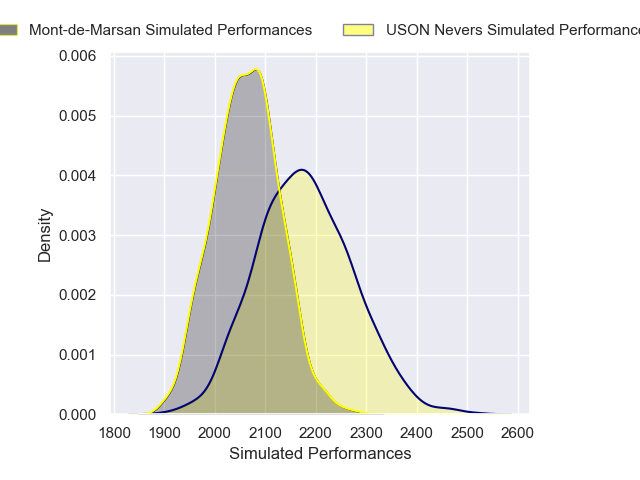 Mont-de-Marsan Simulated Performances USON Nevers Simulated Performance
0.006
0.005
0.004
0.003
0.002
0.001
0.000
Density
1800 1900 2000 2100 2200 2300 2400 2500 2600
Simulated Performances